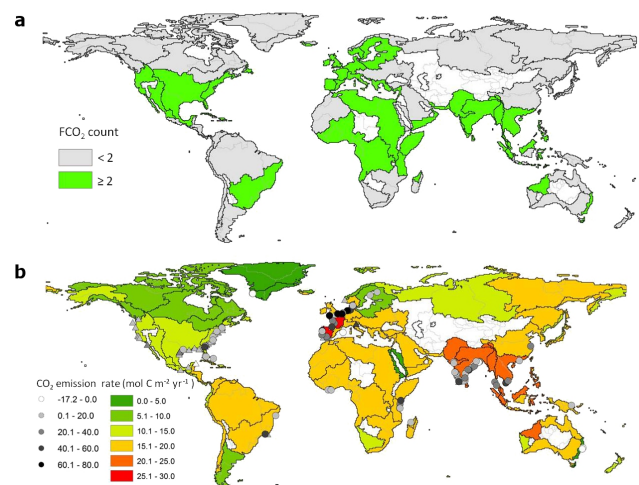 a
FCO₂ count
< 2
≥ 2
b
CO₂ emission rate (mol C m⁻² yr⁻¹)
-17.2 - 0.0 0.0 - 5.0
0.1 - 20.0 5.1 - 10.0
20.1 - 40.0 10.1 - 15.0
40.1 - 60.0 15.1 - 20.0
60.1 - 80.0 20.1 - 25.0
25.1 - 30.0